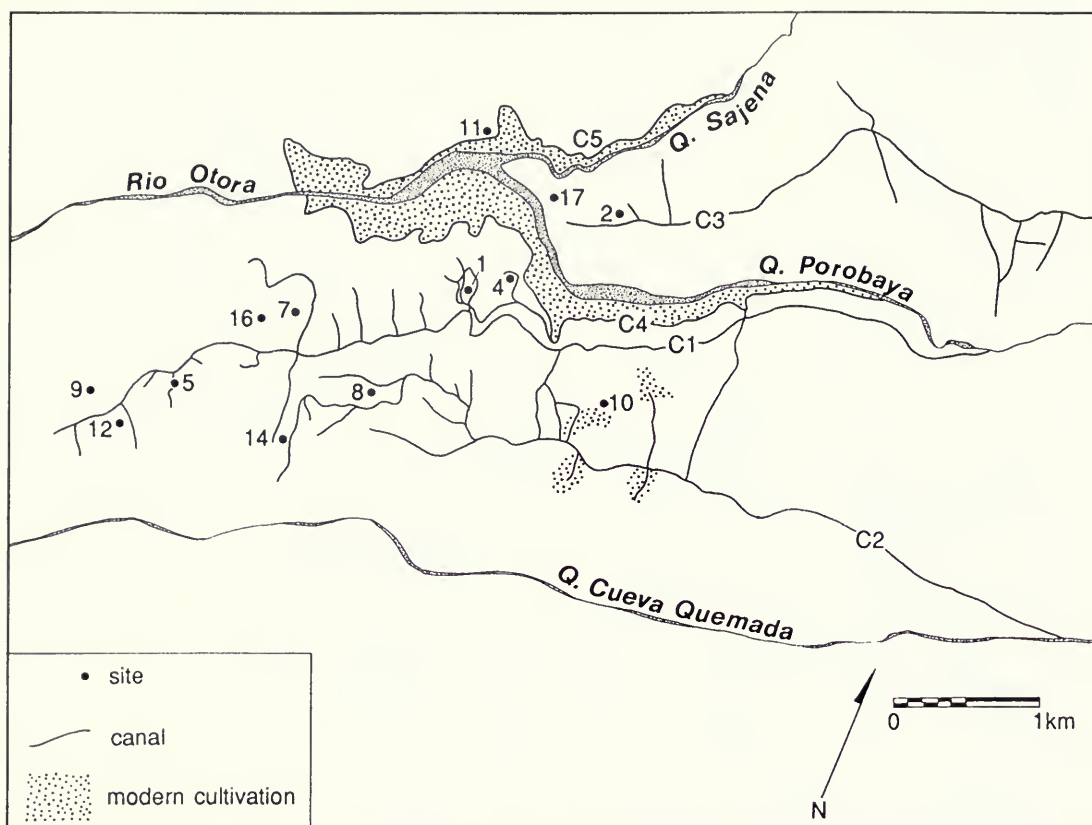 Q. Sajena
11
C5
Rio Otora
17
2
C3
1
4
Q. Porobaya
7
16
C4
C1
9
5
8
10
12
14
C2
Q. Cueva Quemada
site
canal
modern cultivation
0 1km
N